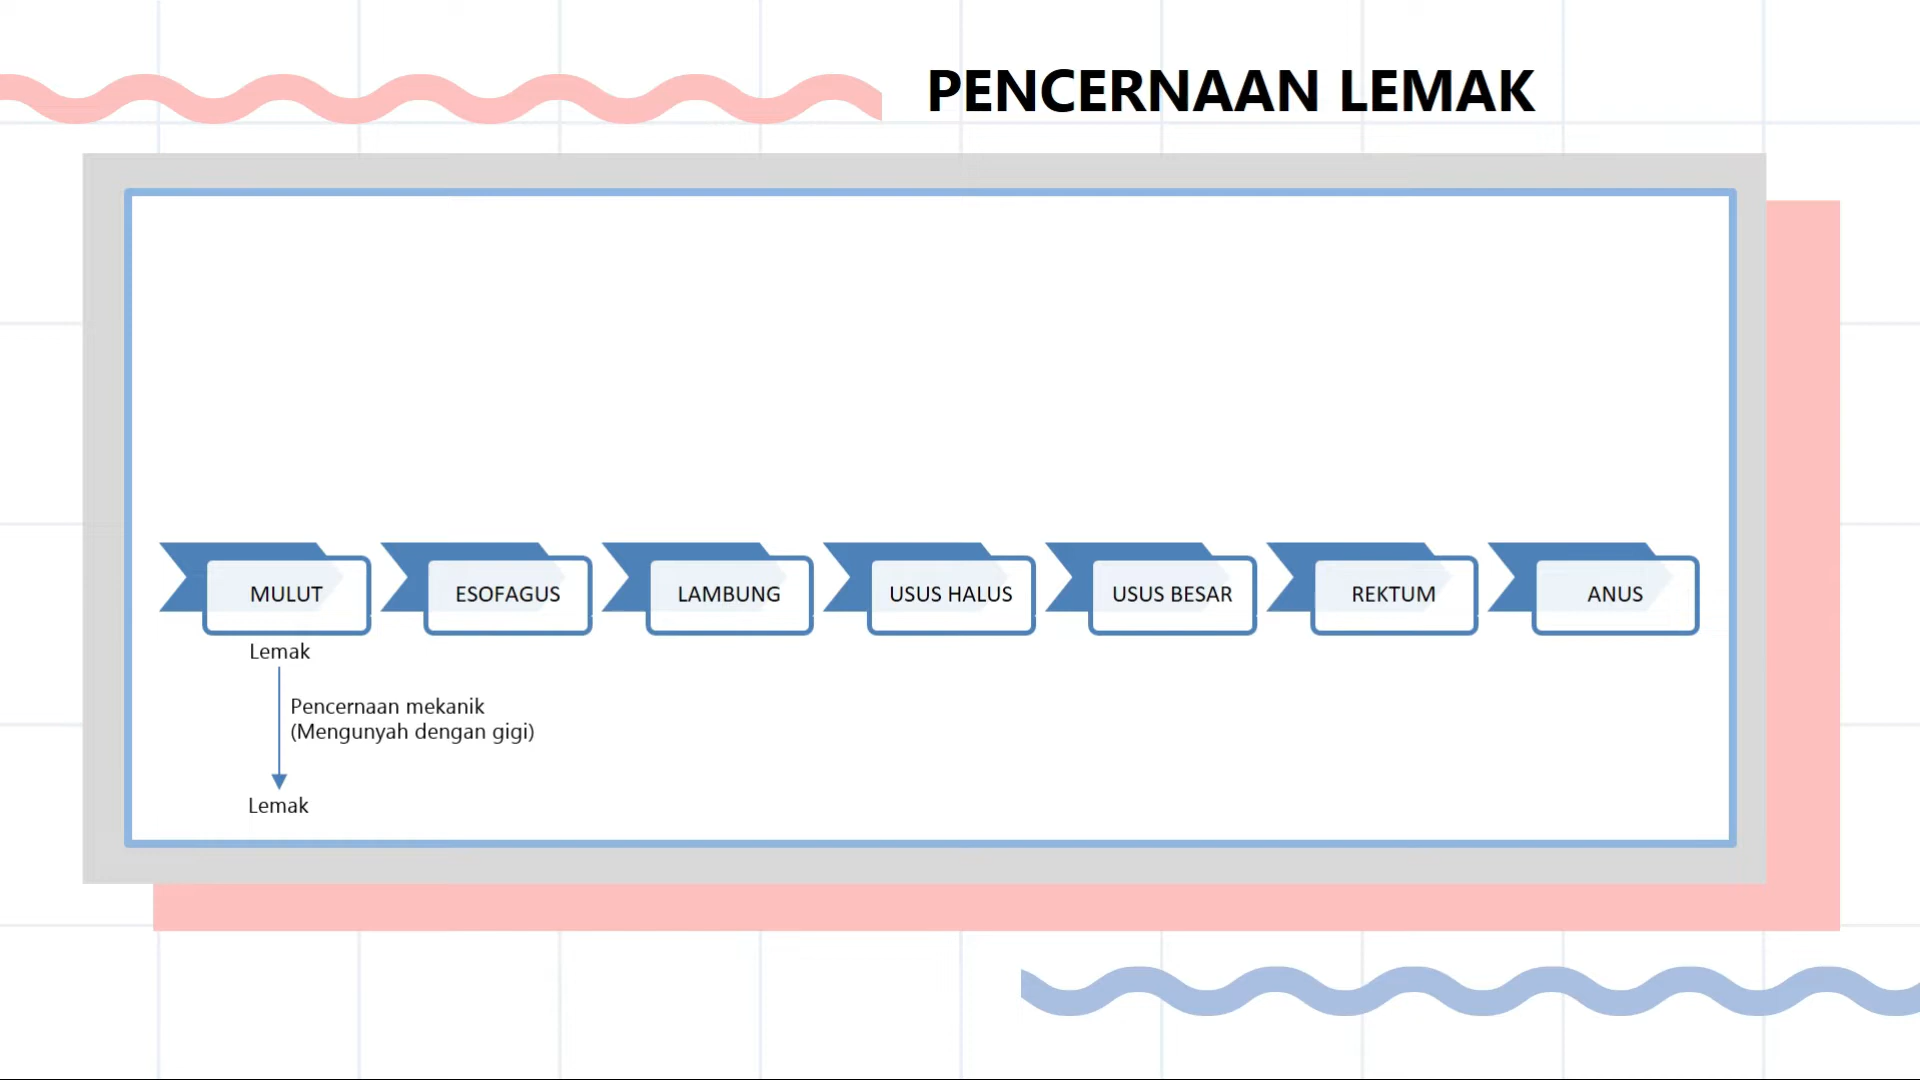 PENCERNAAN LEMAK
MULUT
ESOFAGUS
LAMBUNG
USUS HALUS
USUS BESAR
REKTUM
ANUS
Lemak
Pencernaan mekanik
(Mengunyah dengan gigi)
Lemak